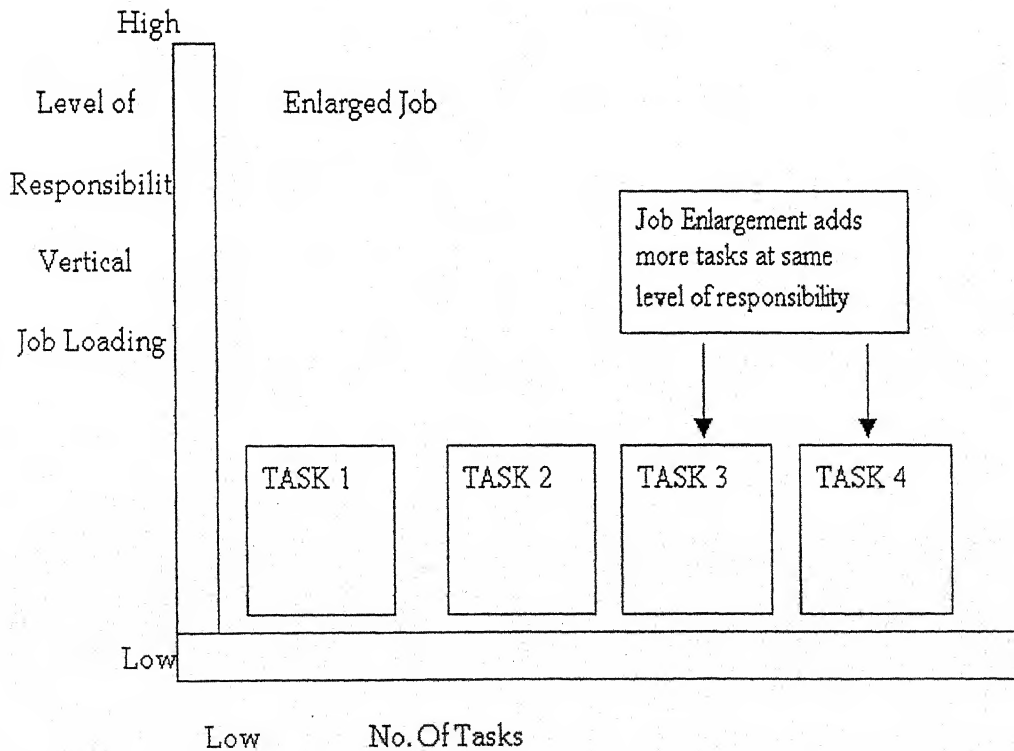 High
Level of
Enlarged Job
Responsibilit
Job Enlargement adds
more tasks at same
level of responsibility
Vertical
Job Loading
TASK 1
TASK 2
TASK 3
TASK 4
Low
Low
No. Of Tasks